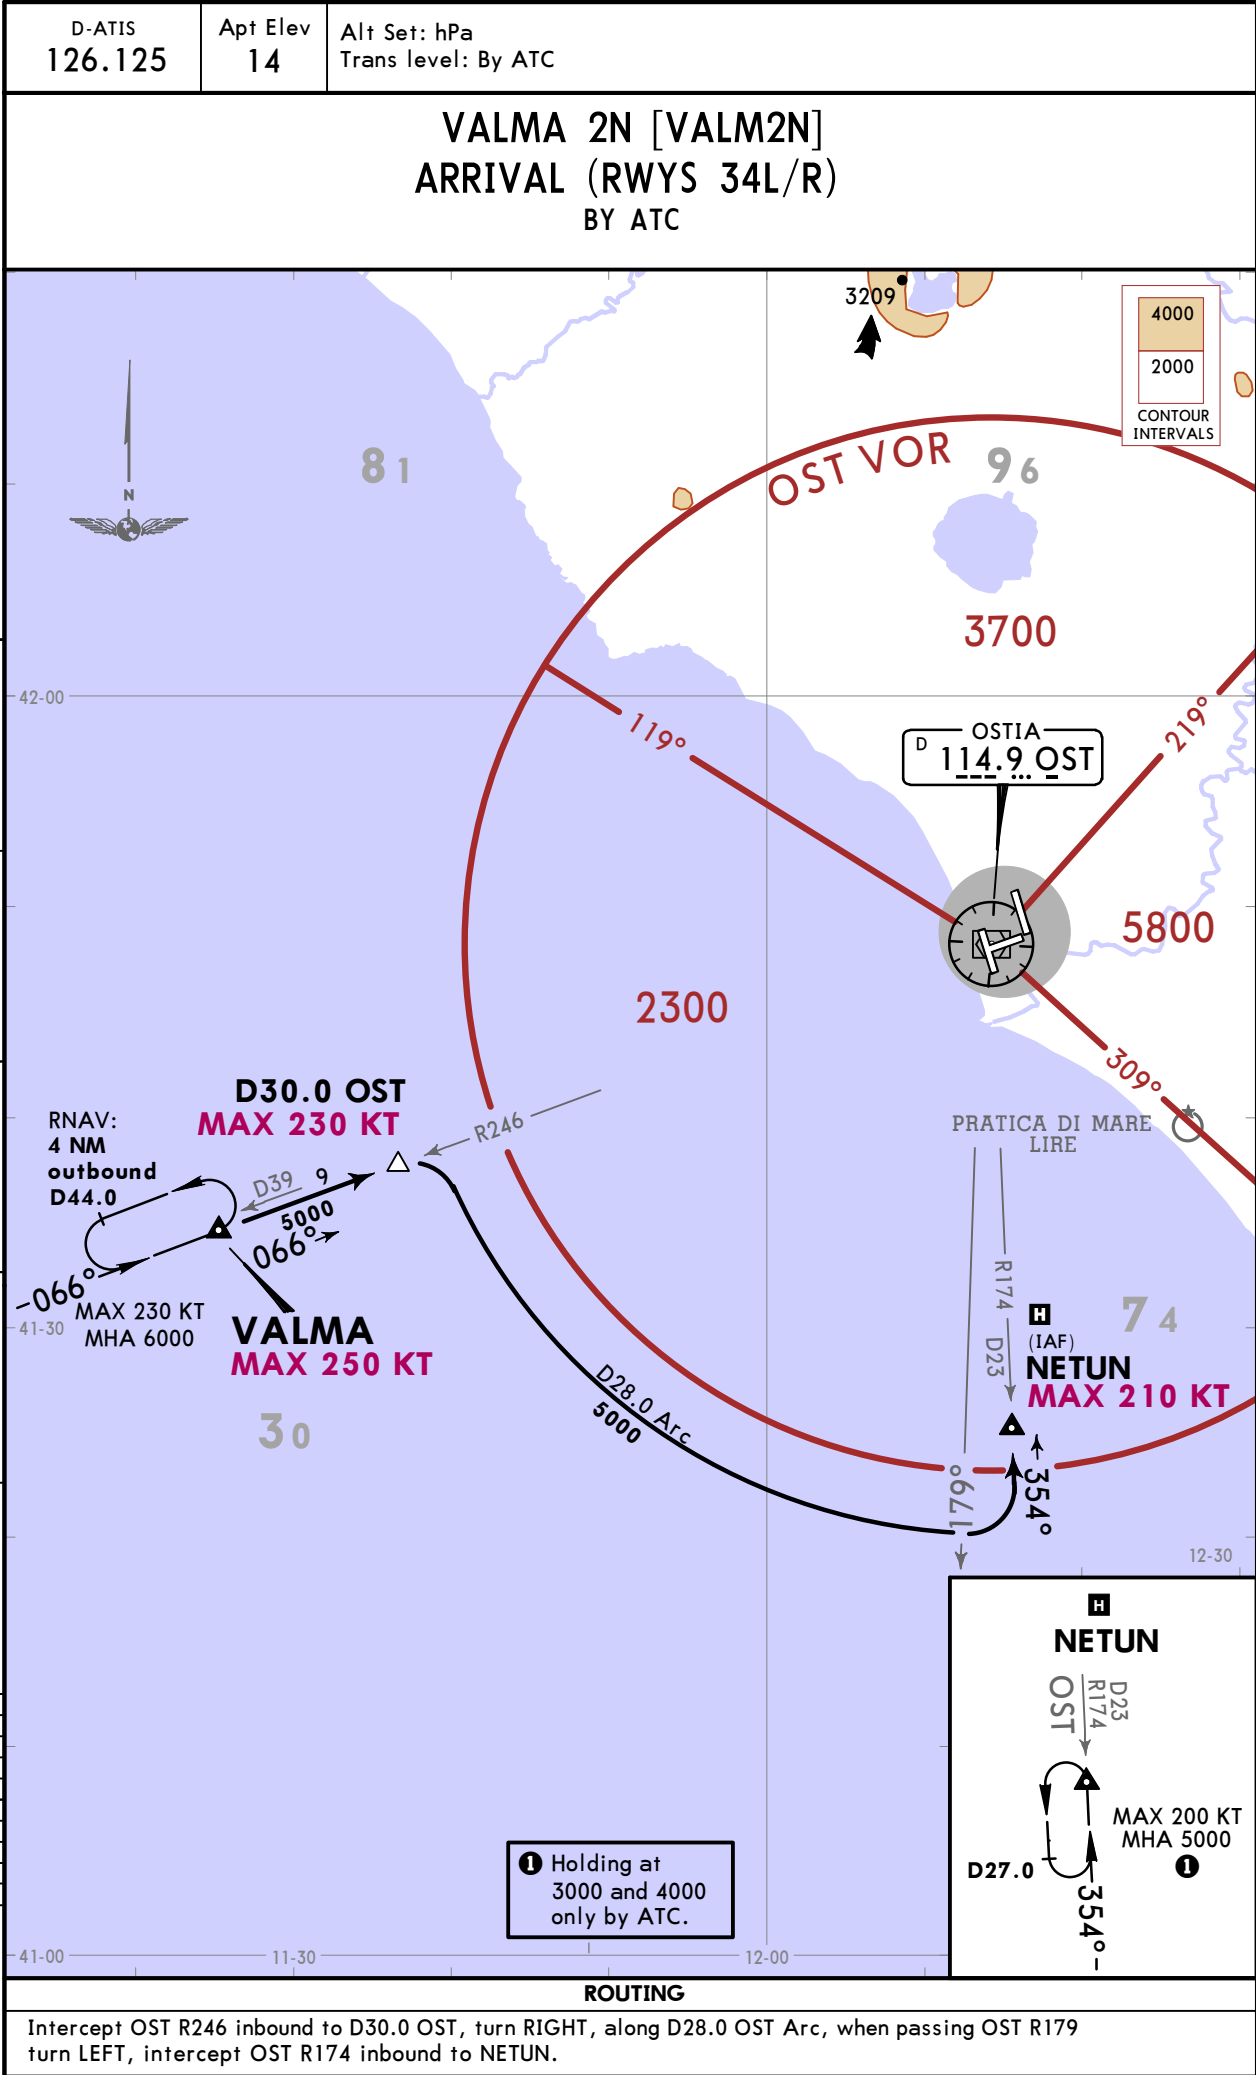 D-ATIS
126.125
Apt Elev
14
Alt Set: hPa
Trans level: By ATC
VALMA 2N [VALM2N]
ARRIVAL (RWYS 34L/R)
BY ATC
3209
4000
2000
CONTOUR
INTERVALS
N
81
OST VOR
96
3700
42-00
119°
219°
OSTIA
D 114.9 OST
5800
2300
309°
D30.0 OST
MAX 230 KT
R246
RNAV:
4 NM
outbound
D44.0
D39
9
5000
066°
-066°
MAX 230 KT
MHA 6000
VALMA
MAX 250 KT
PRATICA DI MARE
LIRE
R174
D23
H
(IAF)
NETUN
MAX 210 KT
74
41-30
30
D28.0 Arc
5000
179°
354°
12-30
H
NETUN
D23
R174
OST
MAX 200 KT
MHA 5000
1
D27.0
354°-
1 Holding at
3000 and 4000
only by ATC.
41-00
11-30
12-00
ROUTING
Intercept OST R246 inbound to D30.0 OST, turn RIGHT, along D28.0 OST Arc, when passing OST R179
turn LEFT, intercept OST R174 inbound to NETUN.